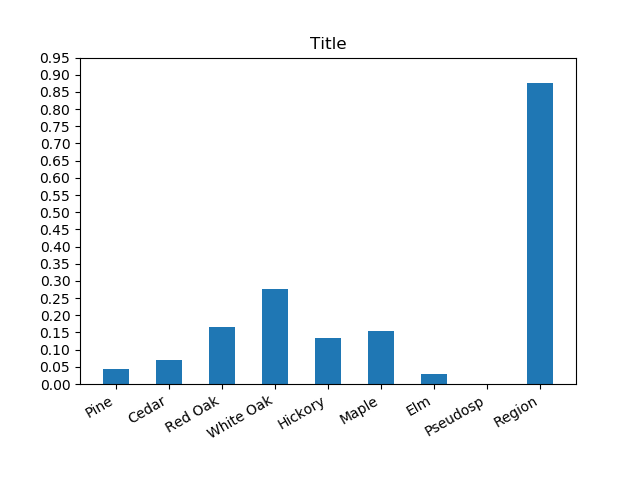 Title
0.95
0.90
0.85
0.80
0.75
0.70
0.65
0.60
0.55
0.50
0.45
0.40
0.35
0.30
0.25
0.20
0.15
0.10
0.05
0.00
Pine
Cedar
Red Oak
White Oak
Hickory
Maple
Elm
Pseudosp
Region